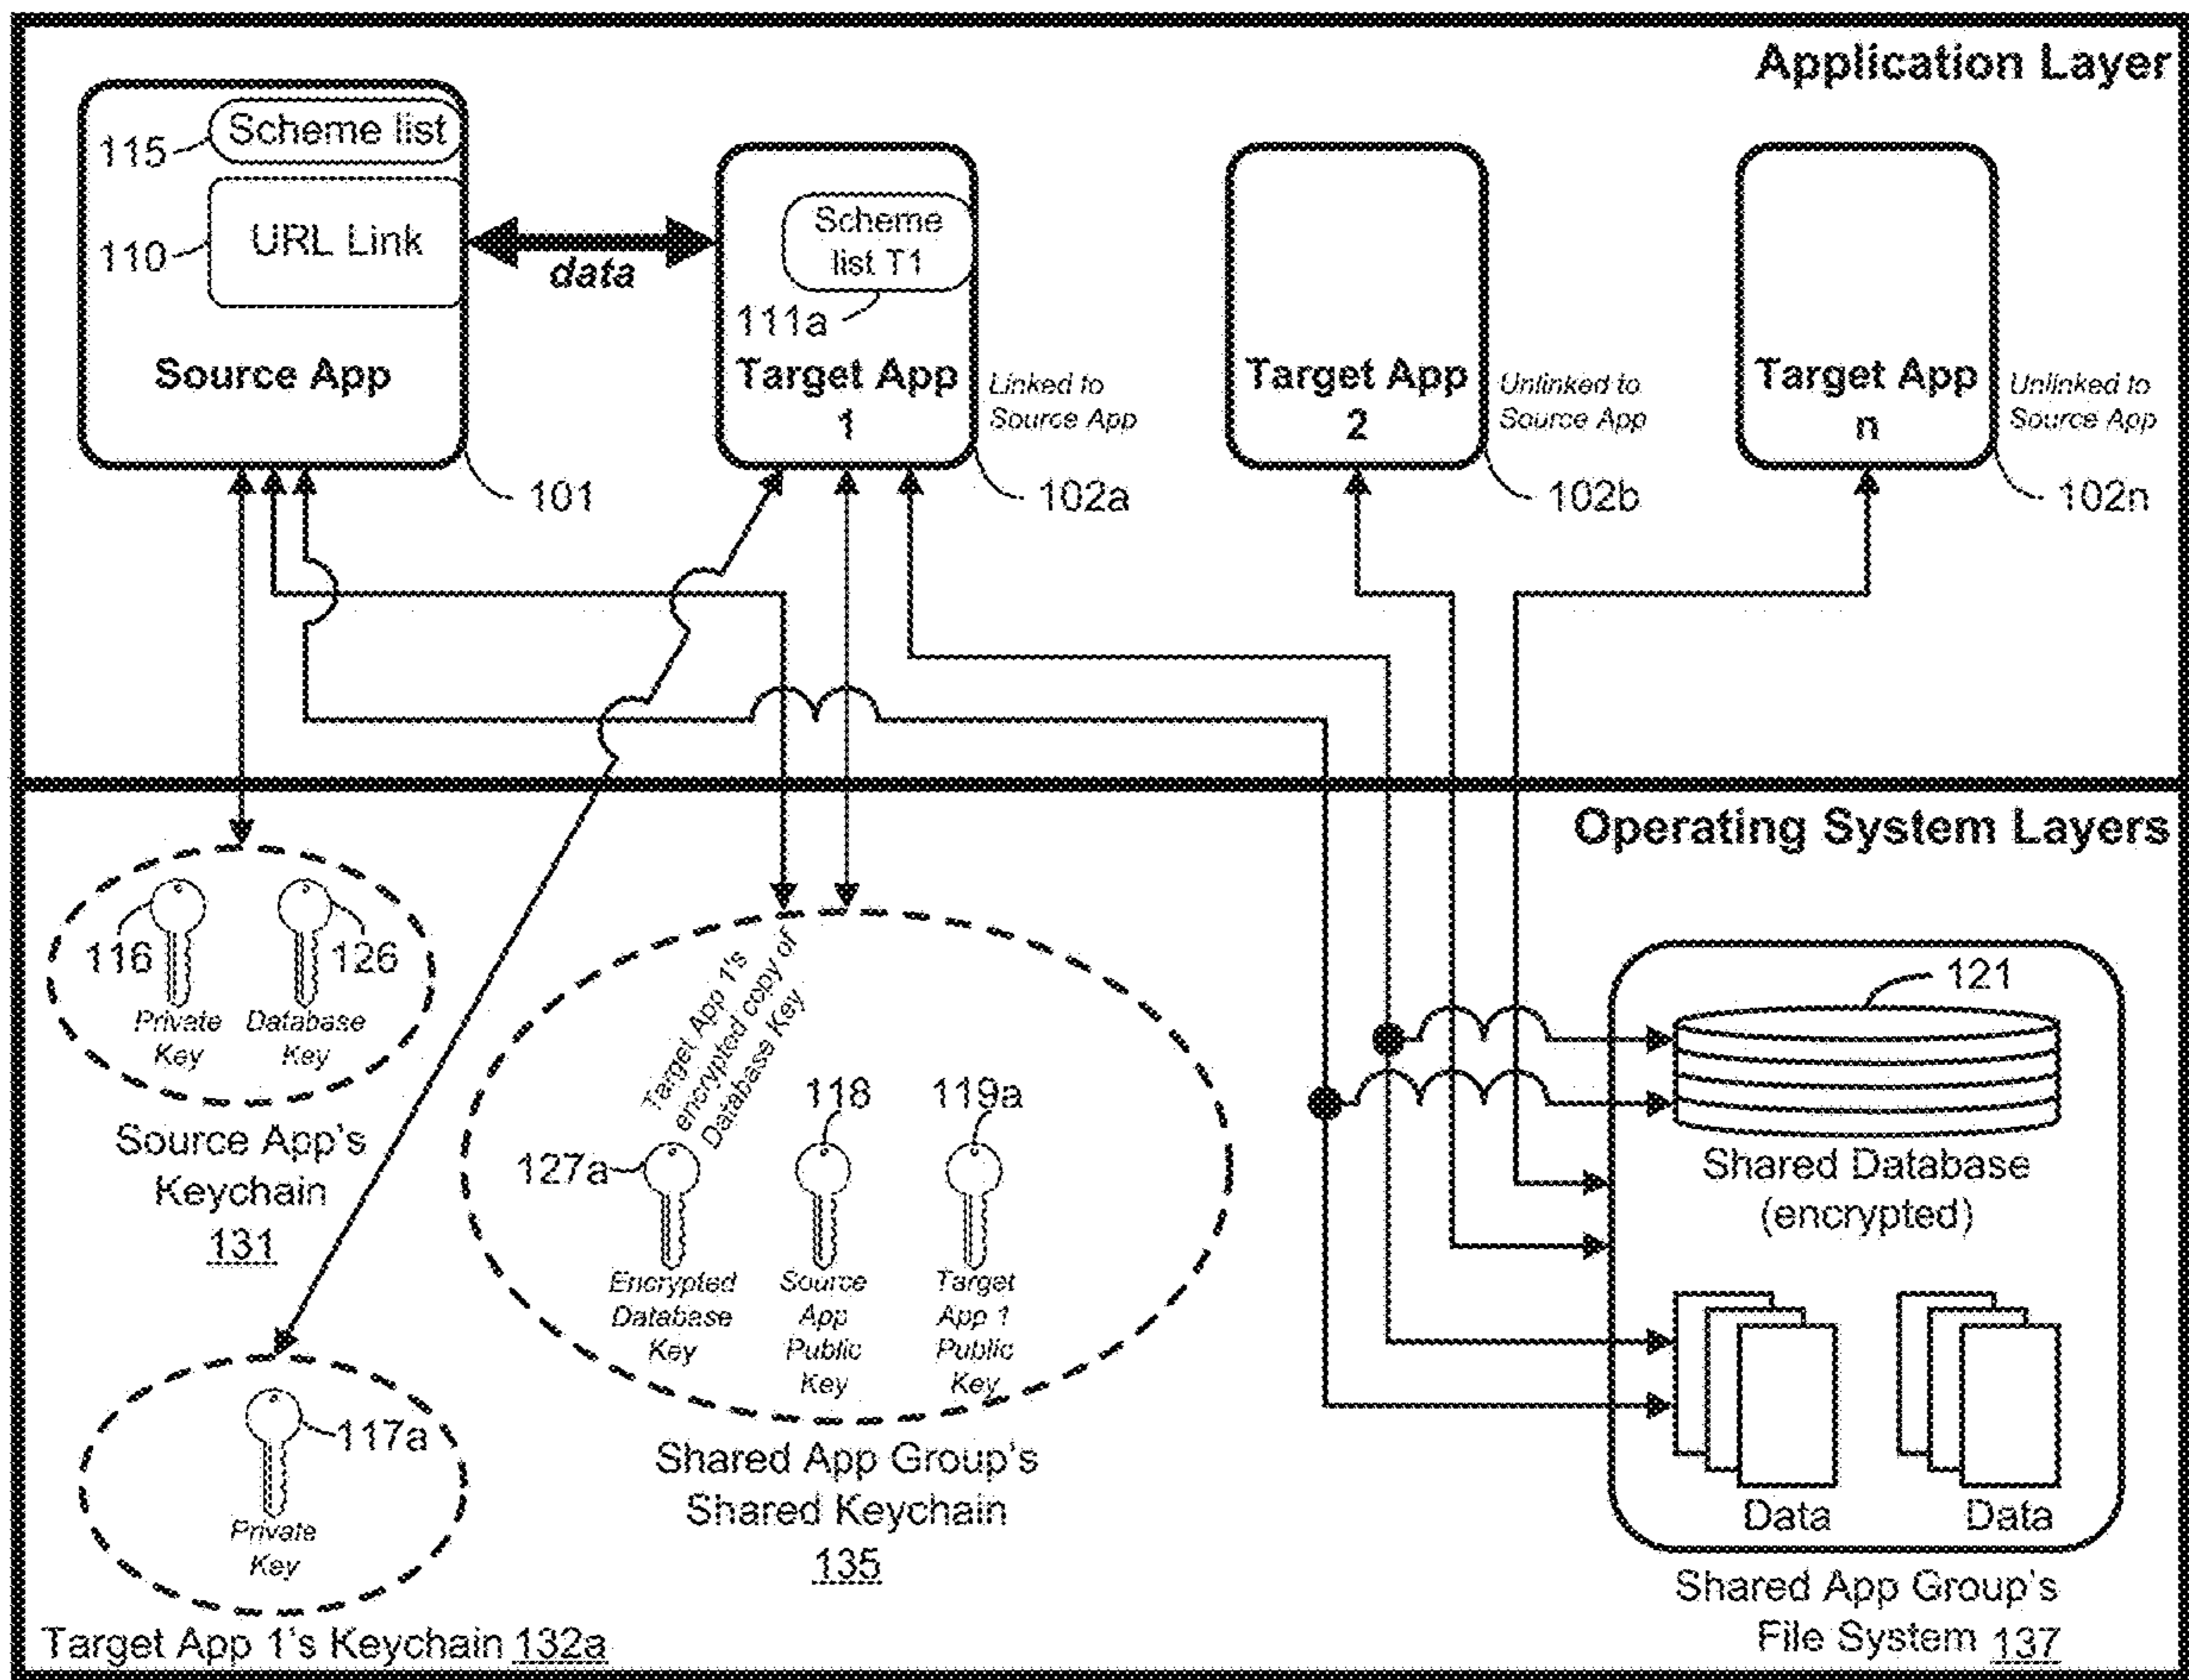 Application Layer
Scheme list
115
URL Link
110
data
Source App
101
Scheme
list T1
111a
Target App
1
Linked to
Source App
102a
Target App
2
Unlinked to
Source App
102b
Target App
n
Unlinked to
Source App
102n
Operating System Layers
116
126
Private
Key
Database
Key
Source App's
Keychain
131
Target App 1's
encrypted copy of
Database Key
127a
118
119a
Encrypted
Database
Key
Source
App
Public
Key
Target
App 1
Public
Key
Shared App Group's
Shared Keychain
135
117a
Private
Key
Target App 1's Keychain 132a
121
Shared Database
(encrypted)
Data
Data
Shared App Group's
File System 137